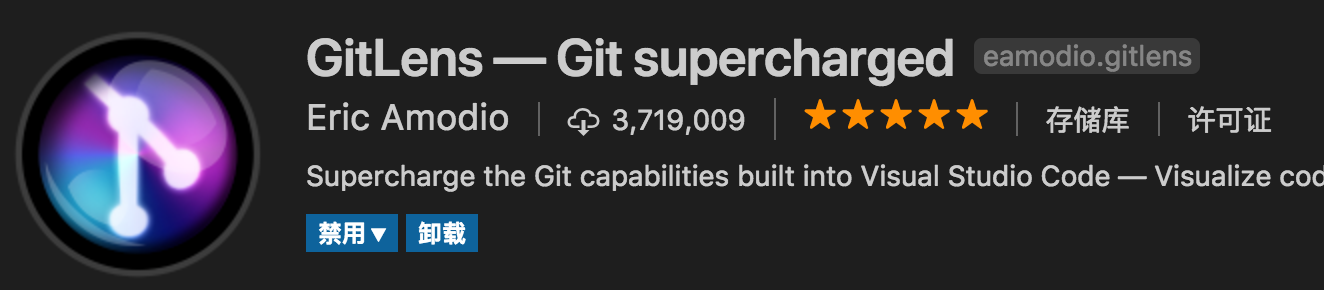 GitLens — Git supercharged eamodio.gitlens
Eric Amodio | 3,719,009 | ★★★★★ | 存储库 | 许可证
Supercharge the Git capabilities built into Visual Studio Code — Visualize cod
禁用▼ 卸载